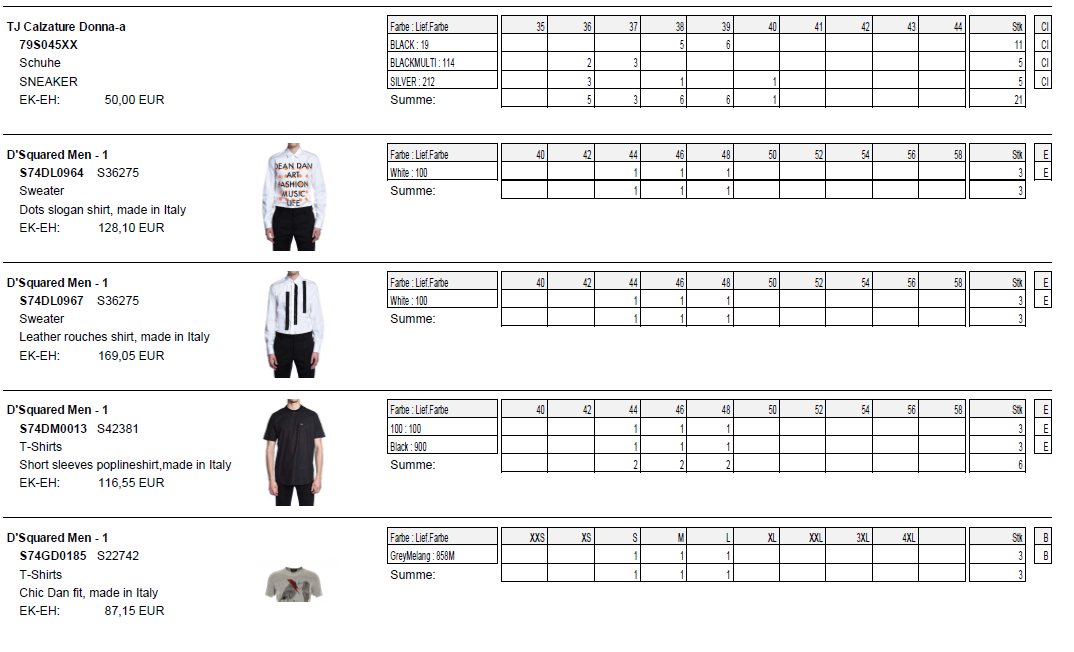 TJ Calzature Donna-a
79S045XX
Schuhe
SNEAKER
EK-EH: 50,00 EUR
Farbe : Lief.Farbe 35 36 37 38 39 40 41 42 43 44 Stk Cl
BLACK : 19 5 6 11 Cl
BLACKMULTI : 114 2 3 5 Cl
SILVER : 212 3 1 1 5 Cl
Summe: 5 3 6 6 1 21
D'Squared Men - 1
S74DL0964 S36275
Sweater
Dots slogan shirt, made in Italy
EK-EH: 128,10 EUR
DEAN DAN
ART
FASHION
MUSIC
LIFE
Farbe : Lief.Farbe 40 42 44 46 48 50 52 54 56 58 Stk E
White : 100 1 1 1 3 E
Summe: 1 1 1 3
D'Squared Men - 1
S74DL0967 S36275
Sweater
Leather rouches shirt, made in Italy
EK-EH: 169,05 EUR
Farbe : Lief.Farbe 40 42 44 46 48 50 52 54 56 58 Stk E
White : 100 1 1 1 3 E
Summe: 1 1 1 3
D'Squared Men - 1
S74DM0013 S42381
T-Shirts
Short sleeves poplineshirt,made in Italy
EK-EH: 116,55 EUR
Farbe : Lief.Farbe 40 42 44 46 48 50 52 54 56 58 Stk E
100 : 100 1 1 1 3 E
Black : 900 1 1 1 3 E
Summe: 2 2 2 6
D'Squared Men - 1
S74GD0185 S22742
T-Shirts
Chic Dan fit, made in Italy
EK-EH: 87,15 EUR
Farbe : Lief.Farbe XXS XS S M L XL XXL 3XL 4XL Stk B
GreyMelang : 858M 1 1 1 3 B
Summe: 1 1 1 3